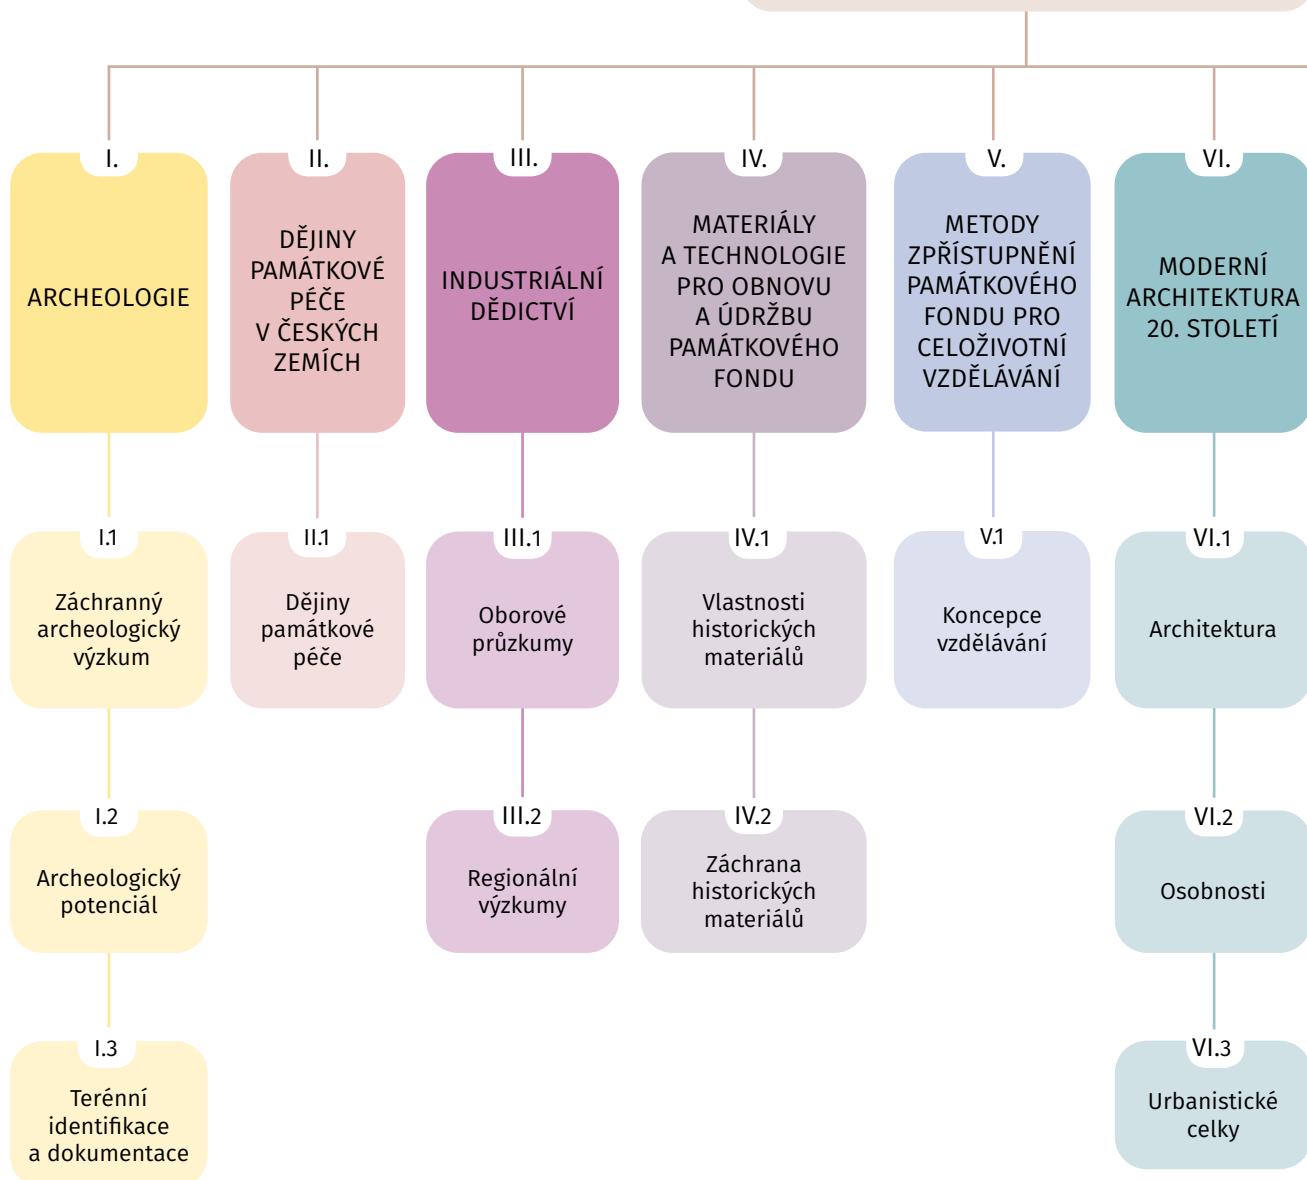 I.
ARCHEOLOGIE
II.
DĚJINY
PAMÁTKOVÉ
PÉČE
V ČESKÝCH
ZEMÍCH
III.
INDUSTRIÁLNÍ
DĚDICTVÍ
IV.
MATERIÁLY
A TECHNOLOGIE
PRO OBNOVU
A ÚDRŽBU
PAMÁTKOVÉHO
FONDU
V.
METODY
ZPŘÍSTUPNĚNÍ
PAMÁTKOVÉHO
FONDU PRO
CELOŽIVOTNÍ
VZDĚLÁVÁNÍ
VI.
MODERNÍ
ARCHITEKTURA
20. STOLETÍ
I.1
Záchranný
archeologický
výzkum
II.1
Dějiny
památkové
péče
III.1
Oborové
průzkumy
IV.1
Vlastnosti
historických
materiálů
V.1
Koncepce
vzdělávání
VI.1
Architektura
I.2
Archeologický
potenciál
III.2
Regionální
výzkumy
IV.2
Záchrana
historických
materiálů
VI.2
Osobnosti
I.3
Terénní
identifikace
a dokumentace
VI.3
Urbanistické
celky